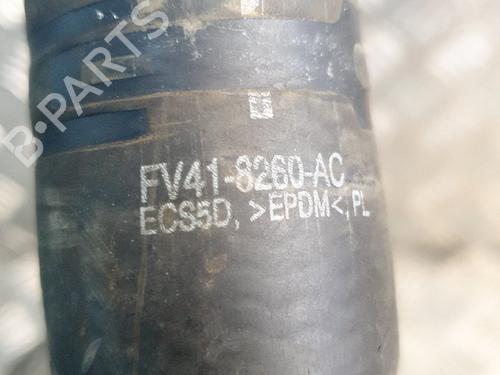 B-PARTS
FV41-8260-AC
ECS5D, >EPDM<, PL